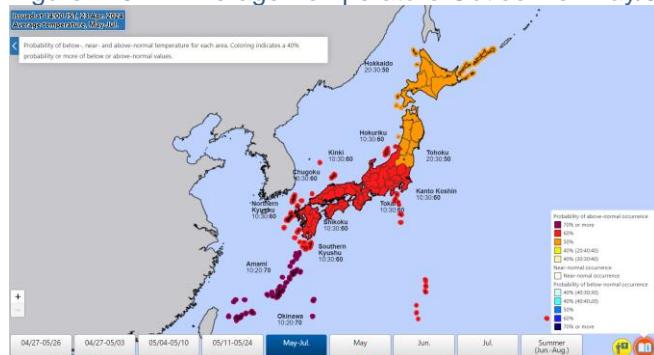 Issued at 14:00 JST, 23 Apr. 2024
Average temperature, May-Jul.
Probability of below-, near- and above-normal temperature for each area. Coloring indicates a 40%
probability or more of below or above-normal values.
Hokkaido
20:30:50
Hokuriku
10:30:60
Tohoku
20:30:50
Kinki
10:30:60
Chugoku
10:30:60
Kanto Koshin
10:30:60
Northern
Kyushu
10:30:60
10:30:60
Shikoku
10:30:60
Southern
Kyushu
10:30:60
Amami
10:20:70
Okinawa
10:20:70
Probability of above-normal occurrence
70% or more
60%
50%
40% (20:40:40)
40% (30:30:40)
Near-normal occurrence
Near-normal occurrence
Probability of below-normal occurrence
40% (40:30:30)
40% (40:40:20)
50%
60%
70% or more
+
04/27-05/26
04/27-05/03
05/04-05/10
05/11-05/24
May-Jul.
May
Jun.
Jul.
Summer
(Jun.-Aug.)